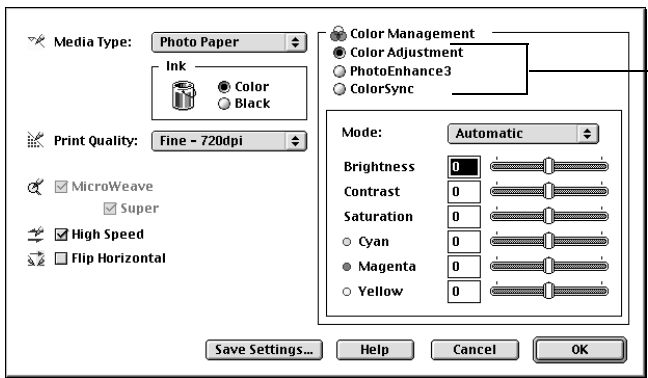 Media Type: Photo Paper
Ink
Color
Black
Print Quality: Fine - 720dpi
MicroWeave
Super
High Speed
Flip Horizontal
Color Management
Color Adjustment
PhotoEnhance3
ColorSync
Mode: Automatic
Brightness 0
Contrast 0
Saturation 0
Cyan 0
Magenta 0
Yellow 0
Save Settings... Help Cancel OK